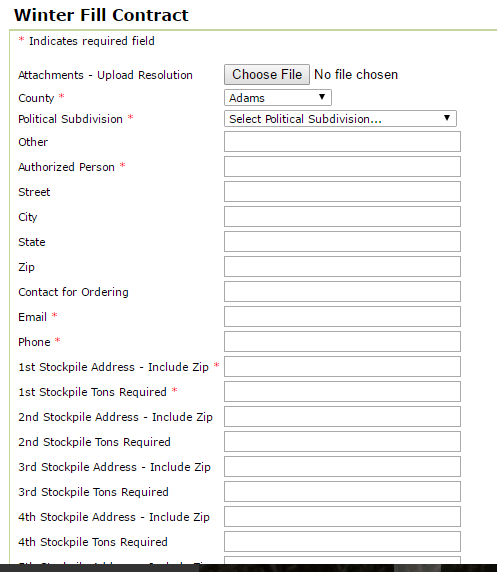 Winter Fill Contract
* Indicates required field
Attachments - Upload Resolution Choose File No file chosen
County * Adams
Political Subdivision * Select Political Subdivision...
Other
Authorized Person *
Street
City
State
Zip
Contact for Ordering
Email *
Phone *
1st Stockpile Address - Include Zip *
1st Stockpile Tons Required *
2nd Stockpile Address - Include Zip
2nd Stockpile Tons Required
3rd Stockpile Address - Include Zip
3rd Stockpile Tons Required
4th Stockpile Address - Include Zip
4th Stockpile Tons Required